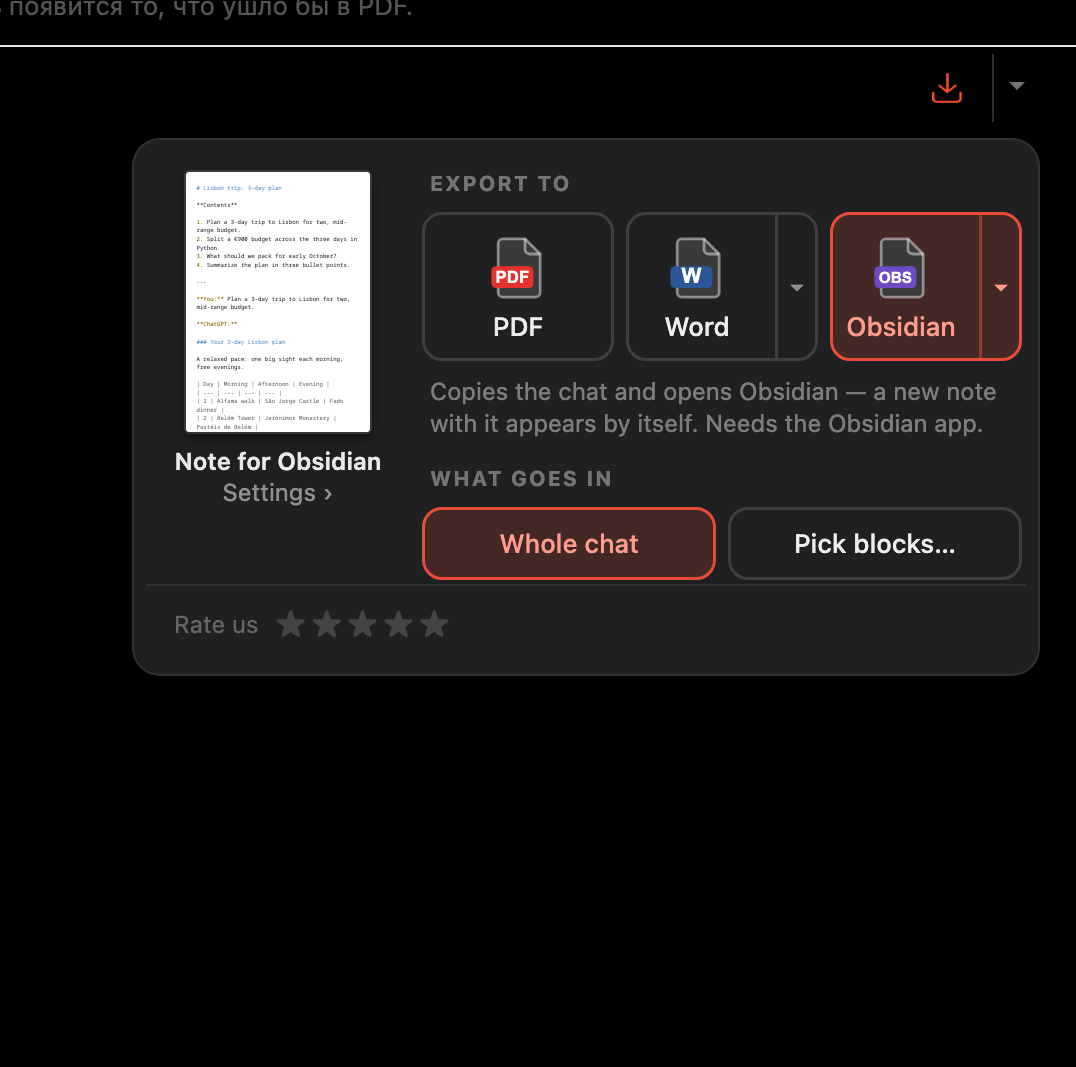 появится то, что ушло бы в PDF.
EXPORT TO
PDF
PDF
W
Word
OBS
Obsidian
Copies the chat and opens Obsidian — a new note
with it appears by itself. Needs the Obsidian app.
WHAT GOES IN
Whole chat
Pick blocks...
# Lisbon trip: 3-day plan
**Contents**
1. Plan a 3-day trip to Lisbon for two, mid-
range budget.
2. Split a €900 budget across the three days in
Python.
3. What should we pack for early October?
4. Summarize the plan in three bullet points.
---
**You:** Plan a 3-day trip to Lisbon for two,
mid-range budget.
**ChatGPT:**
### Your 3-day Lisbon plan
A relaxed pace: one big sight each morning,
free evenings.
| Day | Morning | Afternoon | Evening |
| --- | --- | --- | --- |
| 1 | Alfama walk | São Jorge Castle | Fado
dinner |
| 2 | Belém Tower | Jerónimos Monastery |
Pastéis de Belém |
Note for Obsidian
Settings ›
Rate us